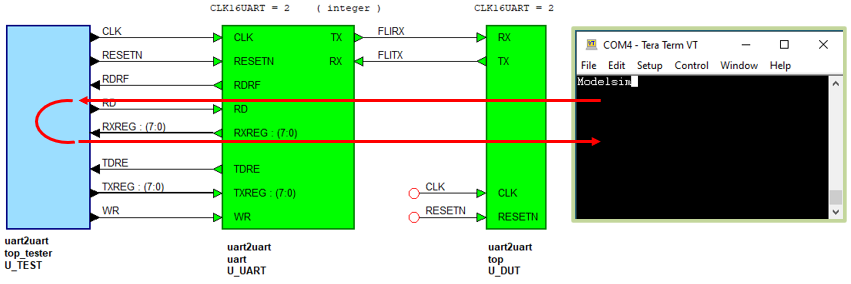 CLK16UART = 2 ( integer )
CLK16UART = 2
CLK
RESETN
RDRF
RD
RXREG : (7:0)
TDRE
TXREG : (7:0)
WR
CLK TX
RESETN RX
RDRF
RD
RXREG : (7:0)
TDRE
TXREG : (7:0)
WR
FLIRX
FLITX
RX
TX
CLK
RESETN
CLK
RESETN
uart2uart
top_tester
U_TEST
uart2uart
uart
U_UART
uart2uart
top
U_DUT
VT COM4 - Tera Term VT
File Edit Setup Control Window Help
Modelsim